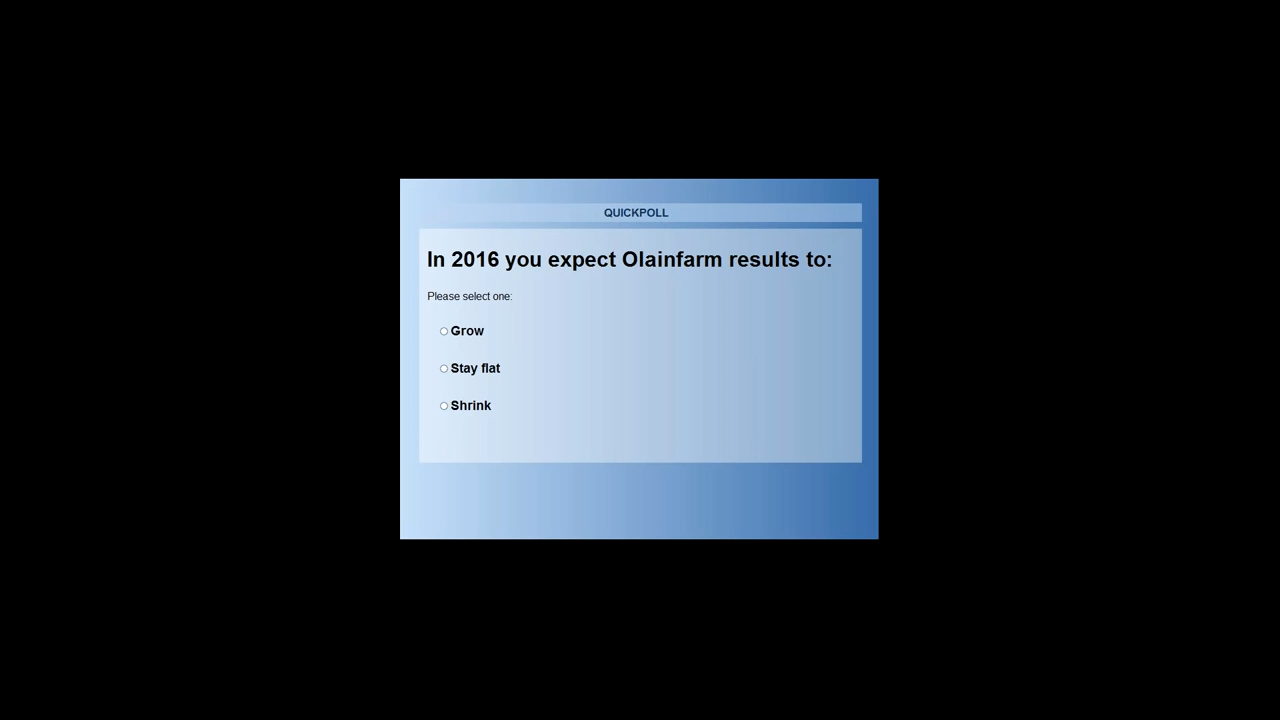 QUICKPOLL
In 2016 you expect Olainfarm results to:
Please select one:
Grow
Stay flat
Shrink